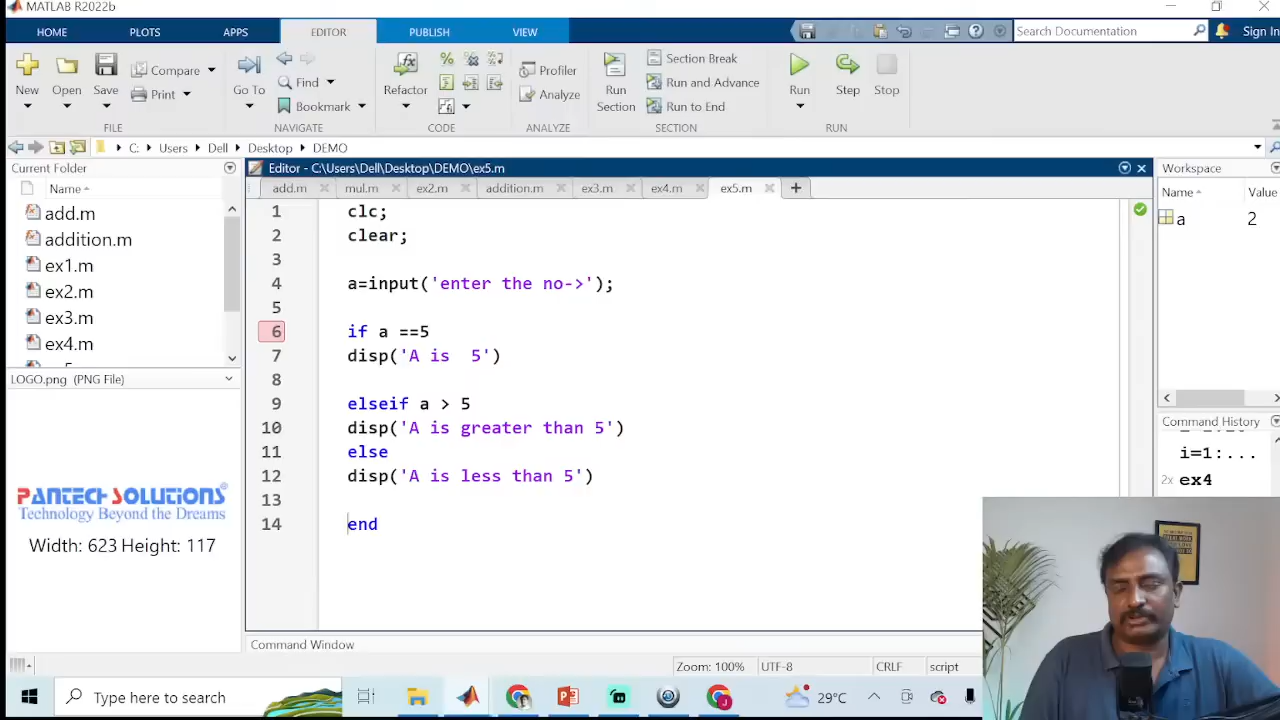 MATLAB R2022b
HOME PLOTS APPS EDITOR PUBLISH VIEW Search Documentation Sign In
New Open Save Compare Print Go To Find Bookmark Refactor Profiler Analyze Run Section Section Break Run and Advance Run to End Run Step Stop
FILE NAVIGATE CODE ANALYZE SECTION RUN
C: Users Dell Desktop DEMO
Current Folder
Name
add.m
addition.m
ex1.m
ex2.m
ex3.m
ex4.m
LOGO.png (PNG File)
PANTECH SOLUTIONS®
Technology Beyond the Dreams
Width: 623 Height: 117
Editor - C:\Users\Dell\Desktop\DEMO\ex5.m
add.m mul.m ex2.m addition.m ex3.m ex4.m ex5.m
1 clc;
2 clear;
3
4 a=input('enter the no->');
5
6 if a ==5
7 disp('A is  5')
8
9 elseif a > 5
10 disp('A is greater than 5')
11 else
12 disp('A is less than 5')
13
14 end
Command Window
Zoom: 100% UTF-8 CRLF script
Workspace
Name Value
a 2
Command History
i=1:...
2x ex4
Type here to search
29°C